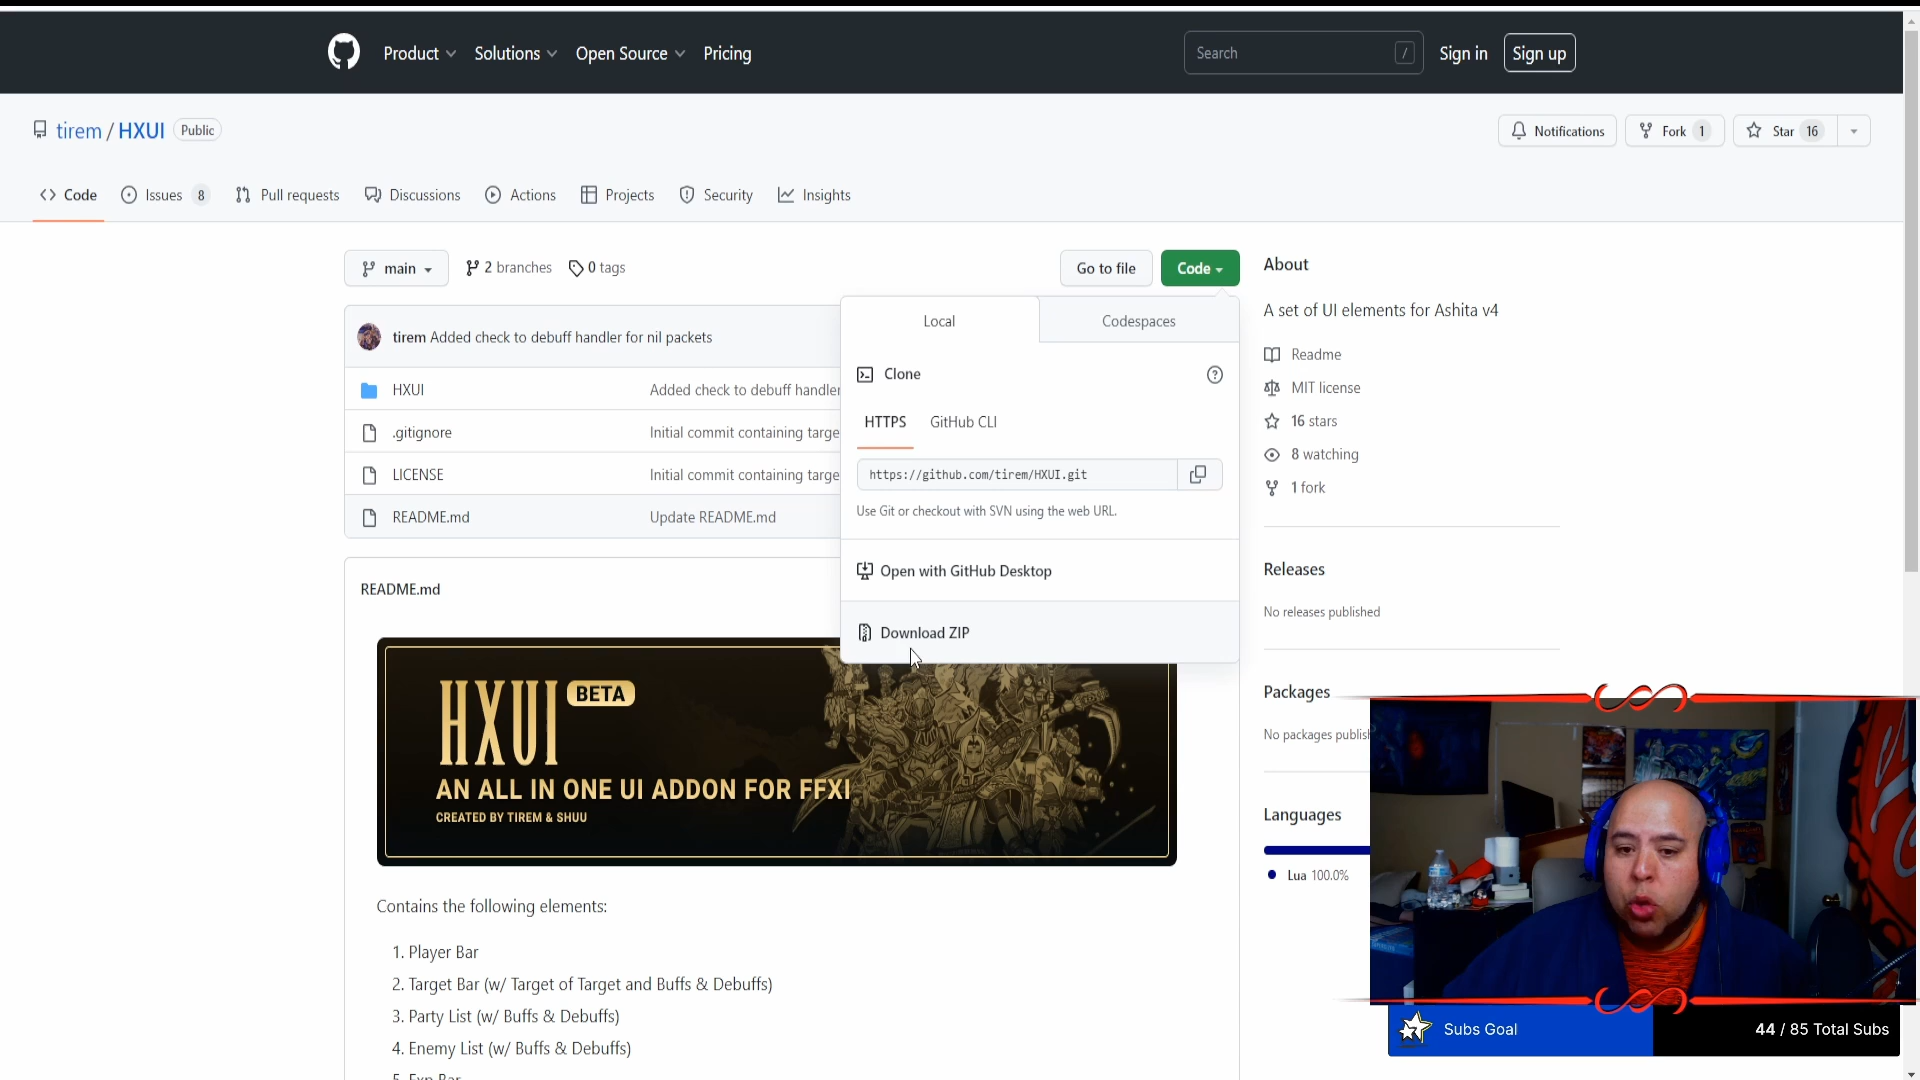 Product Solutions Open Source Pricing Search / Sign in Sign up
tirem / HXUI Public Notifications Fork 1 Star 16
Code Issues 8 Pull requests Discussions Actions Projects Security Insights
main 2 branches 0 tags Go to file Code
tirem Added check to debuff handler for nil packets
HXUI Added check to debuff handler
.gitignore Initial commit containing targe
LICENSE Initial commit containing targe
README.md Update README.md
Local Codespaces
Clone
HTTPS GitHub CLI
https://github.com/tirem/HXUI.git
Use Git or checkout with SVN using the web URL.
Open with GitHub Desktop
Download ZIP
README.md
HXUI BETA
AN ALL IN ONE UI ADDON FOR FFXI
CREATED BY TIREM & SHUU
Contains the following elements:
1. Player Bar
2. Target Bar (w/ Target of Target and Buffs & Debuffs)
3. Party List (w/ Buffs & Debuffs)
4. Enemy List (w/ Buffs & Debuffs)
5. Exp Bar
About
A set of UI elements for Ashita v4
Readme
MIT license
16 stars
8 watching
1 fork
Releases
No releases published
Packages
No packages publish
Languages
Lua 100.0%
Subs Goal 44 / 85 Total Subs